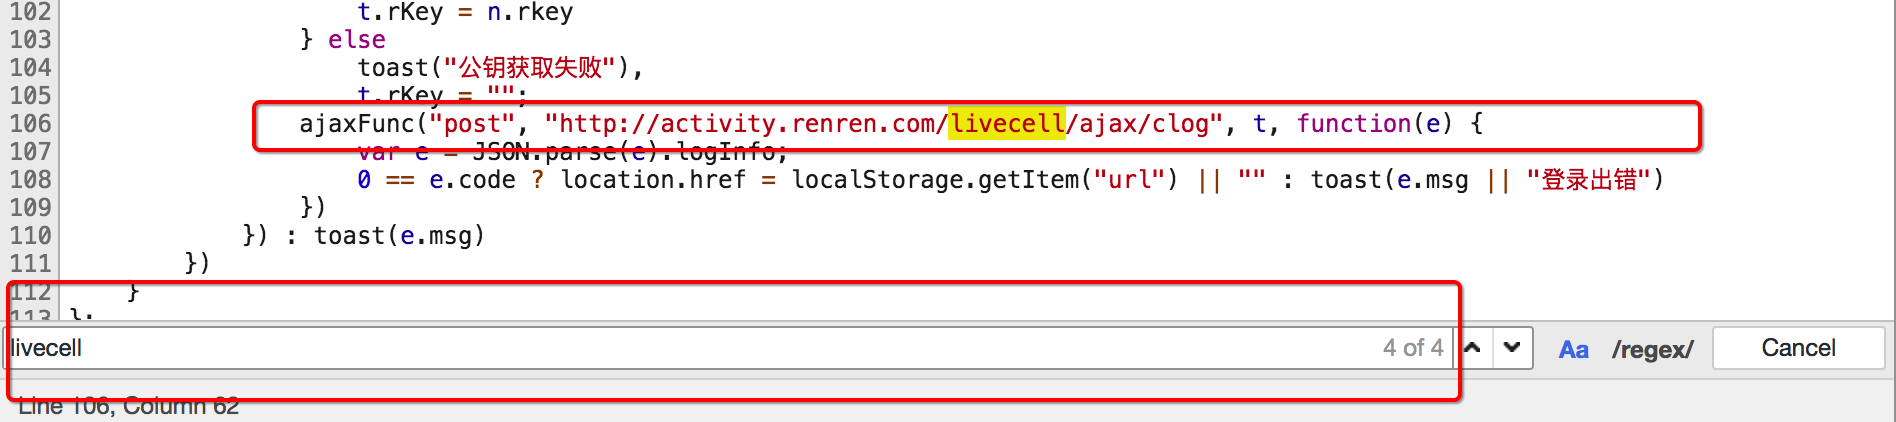 102 t.rKey = n.rkey
103 } else
104 toast("公钥获取失败"),
105 t.rKey = "";
106 ajaxFunc("post", "http://activity.renren.com/livecell/ajax/clog", t, function(e) {
107 var e = JSON.parse(e).logInfo;
108 0 == e.code ? location.href = localStorage.getItem("url") || "" : toast(e.msg || "登录出错")
109 })
110 }) : toast(e.msg)
111 })
112 }
113 };
livecell 4 of 4 Aa /regex/ Cancel
Line 106, Column 62